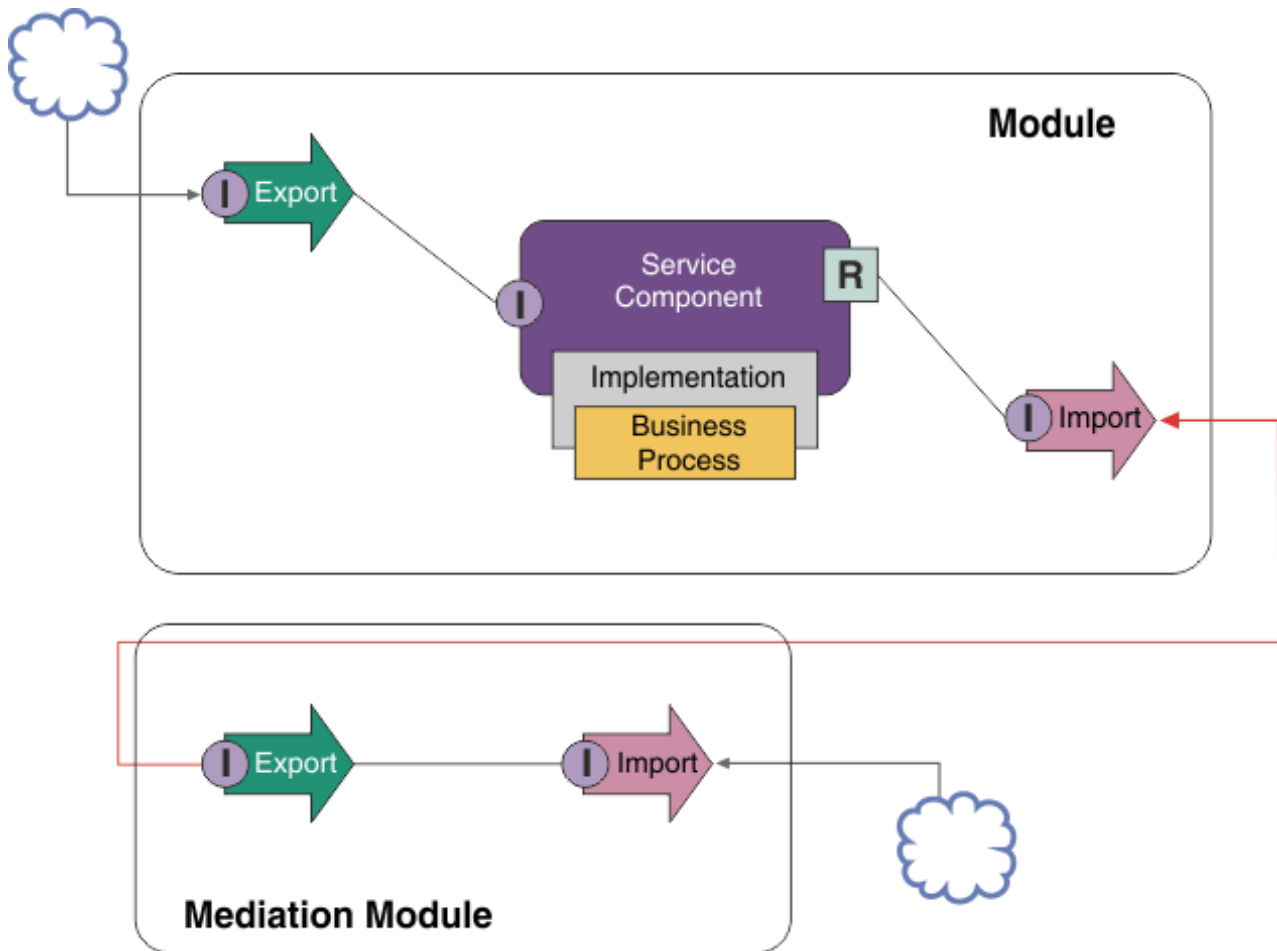 Module
I Export
Service
Component
I
R
Implementation
Business
Process
I Import
I Export
I Import
Mediation Module